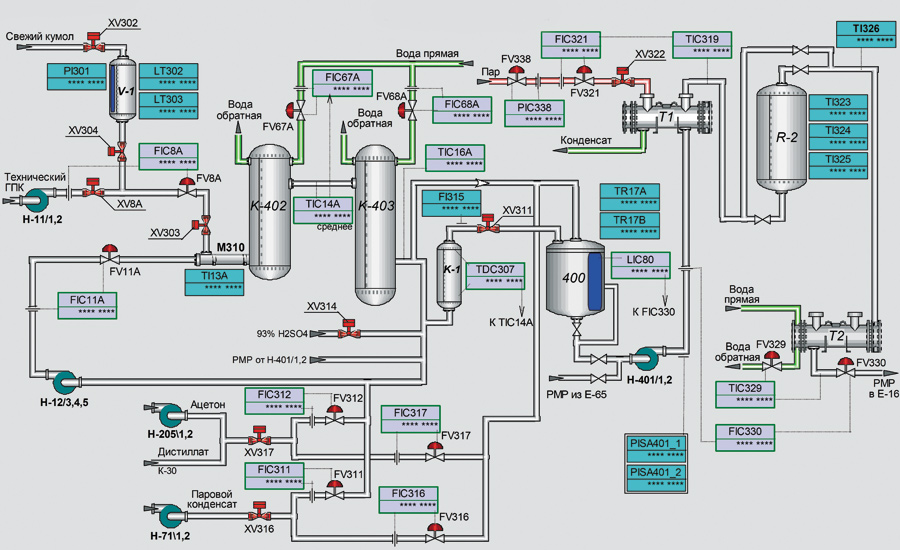 XV302
Свежий кумол
PI301
**** ****
V-1
LT302
**** ****
LT303
**** ****
XV304
FIC8A
**** ****
Технический
ГПК
FV8A
H-11/1,2
XV8A
XV303
Вода прямая
FIC67A
**** ****
Вода
обратная
FV67A
FV68A
Вода
обратная
FIC68A
**** ****
TIC16A
**** ****
K-402
K-403
TIC14A
**** ****
среднее
M310
TI13A
**** ****
FV11A
FIC11A
**** ****
H-12/3,4,5
FIC321
**** ****
TIC319
**** ****
TI326
**** ****
FV338
Пар
XV322
FV321
PIC338
**** ****
T1
Конденсат
R-2
TI323
**** ****
TI324
**** ****
TI325
**** ****
TR17A
**** ****
TR17B
**** ****
FI315
**** ****
XV311
K-1
TDC307
**** ****
К TIC14A
400
LIC80
**** ****
К FIC330
XV314
93% H2SO4
РМР от Н-401/1,2
РМР из Е-65
H-401/1,2
Вода
прямая
T2
Вода
обратная
FV329
FV330
TIC329
**** ****
РМР
в Е-16
FIC330
**** ****
PISA401_1
**** ****
PISA401_2
**** ****
FIC312
**** ****
FV312
Ацетон
H-205\1,2
FIC317
**** ****
FV317
XV317
Дистиллат
К-30
FIC311
**** ****
FV311
Паровой
конденсат
FIC316
**** ****
H-71\1,2
XV316
FV316